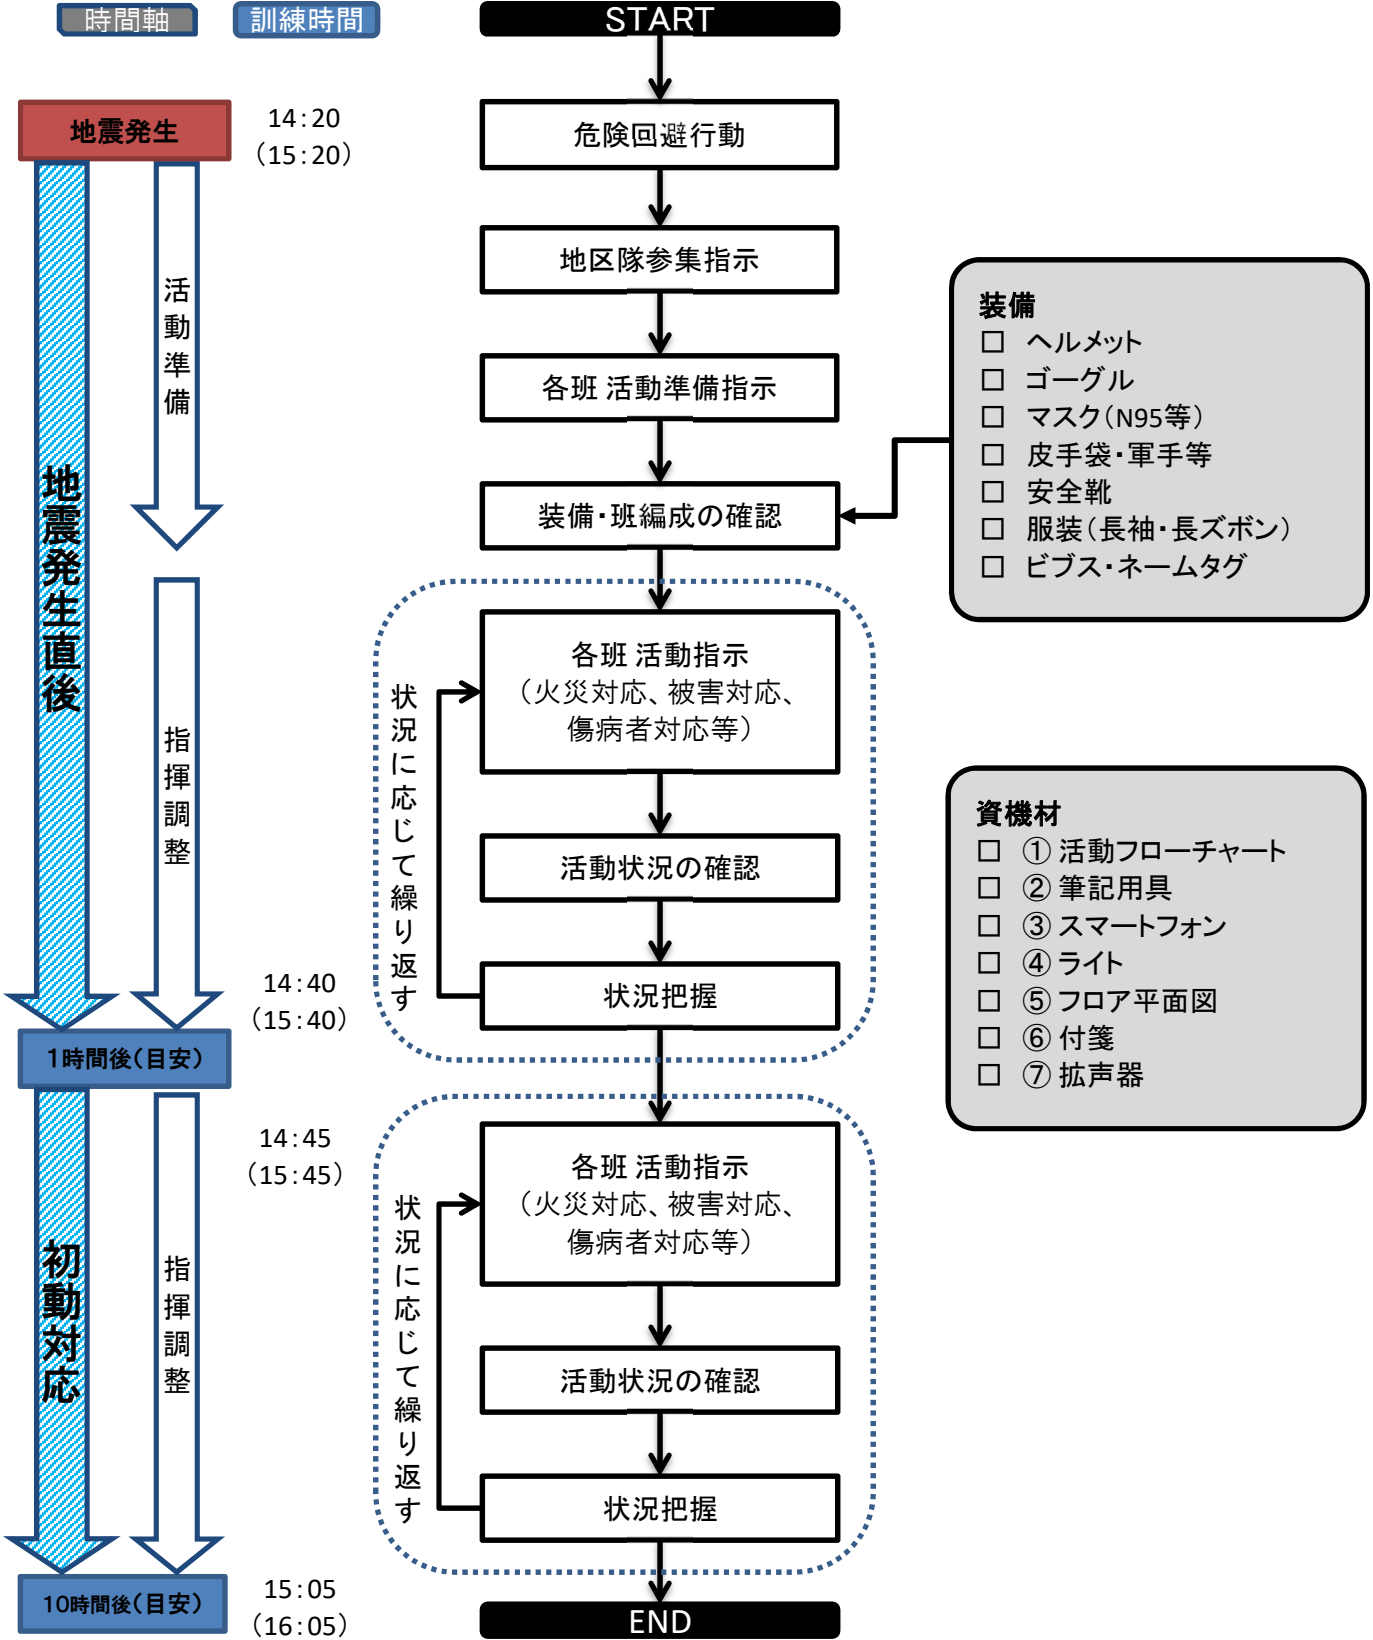 時間軸
訓練時間
START
地震発生
14:20
（15:20）
危険回避行動
地区隊参集指示
活動準備
各班 活動準備指示
装備・班編成の確認
装備
□ ヘルメット
□ ゴーグル
□ マスク（N95等）
□ 皮手袋・軍手等
□ 安全靴
□ 服装（長袖・長ズボン）
□ ビブス・ネームタグ
地震発生直後
指揮調整
状況に応じて繰り返す
各班 活動指示
（火災対応、被害対応、
傷病者対応等）
活動状況の確認
状況把握
14:40
（15:40）
資機材
□ ① 活動フローチャート
□ ② 筆記用具
□ ③ スマートフォン
□ ④ ライト
□ ⑤ フロア平面図
□ ⑥ 付箋
□ ⑦ 拡声器
1時間後（目安）
14:45
（15:45）
初動対応
指揮調整
状況に応じて繰り返す
各班 活動指示
（火災対応、被害対応、
傷病者対応等）
活動状況の確認
状況把握
10時間後（目安）
15:05
（16:05）
END